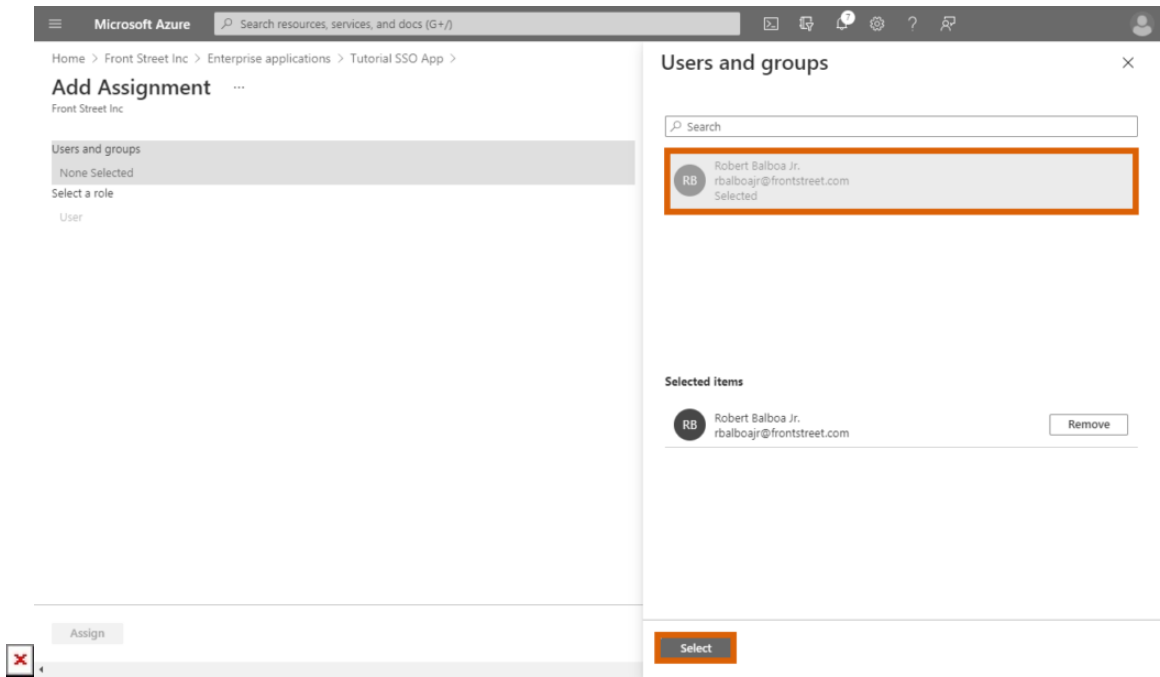 Microsoft Azure
Search resources, services, and docs (G+/)
7
Home > Front Street Inc > Enterprise applications > Tutorial SSO App >
Add Assignment ...
Front Street Inc
Users and groups
None Selected
Select a role
User
Assign
Users and groups
Search
RB
Robert Balboa Jr.
rbalboajr@frontstreet.com
Selected
Selected items
RB
Robert Balboa Jr.
rbalboajr@frontstreet.com
Remove
Select